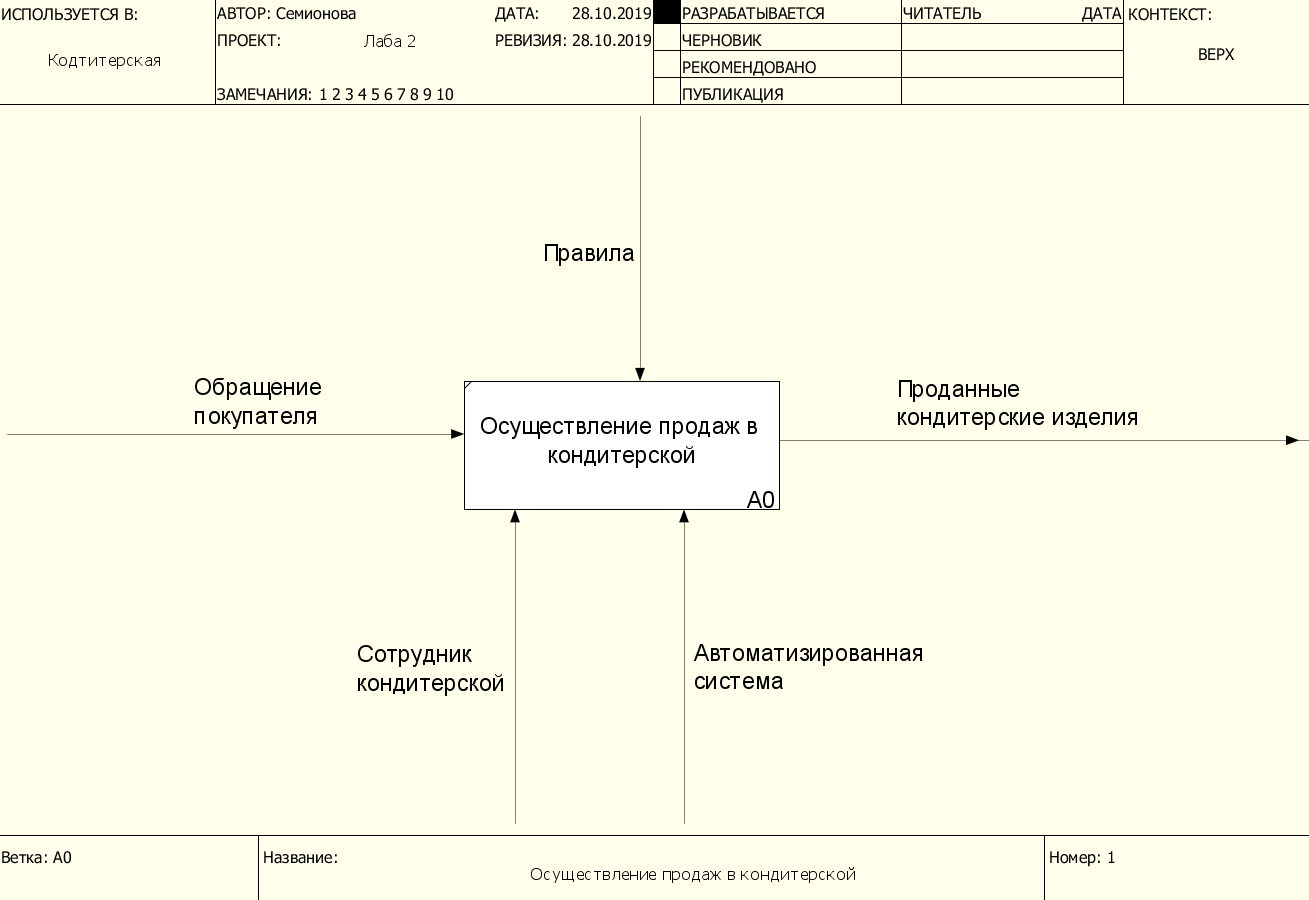 ИСПОЛЬЗУЕТСЯ В:
Кодтитерская
АВТОР: Семионова
ДАТА: 28.10.2019
ПРОЕКТ: Лаба 2
РЕВИЗИЯ: 28.10.2019
ЗАМЕЧАНИЯ: 1 2 3 4 5 6 7 8 9 10
РАЗРАБАТЫВАЕТСЯ
ЧЕРНОВИК
РЕКОМЕНДОВАНО
ПУБЛИКАЦИЯ
ЧИТАТЕЛЬ ДАТА
КОНТЕКСТ:
ВЕРХ
Правила
Обращение
покупателя
Осуществление продаж в
кондитерской
A0
Проданные
кондитерские изделия
Сотрудник
кондитерской
Автоматизированная
система
Ветка: A0
Название:
Осуществление продаж в кондитерской
Номер: 1